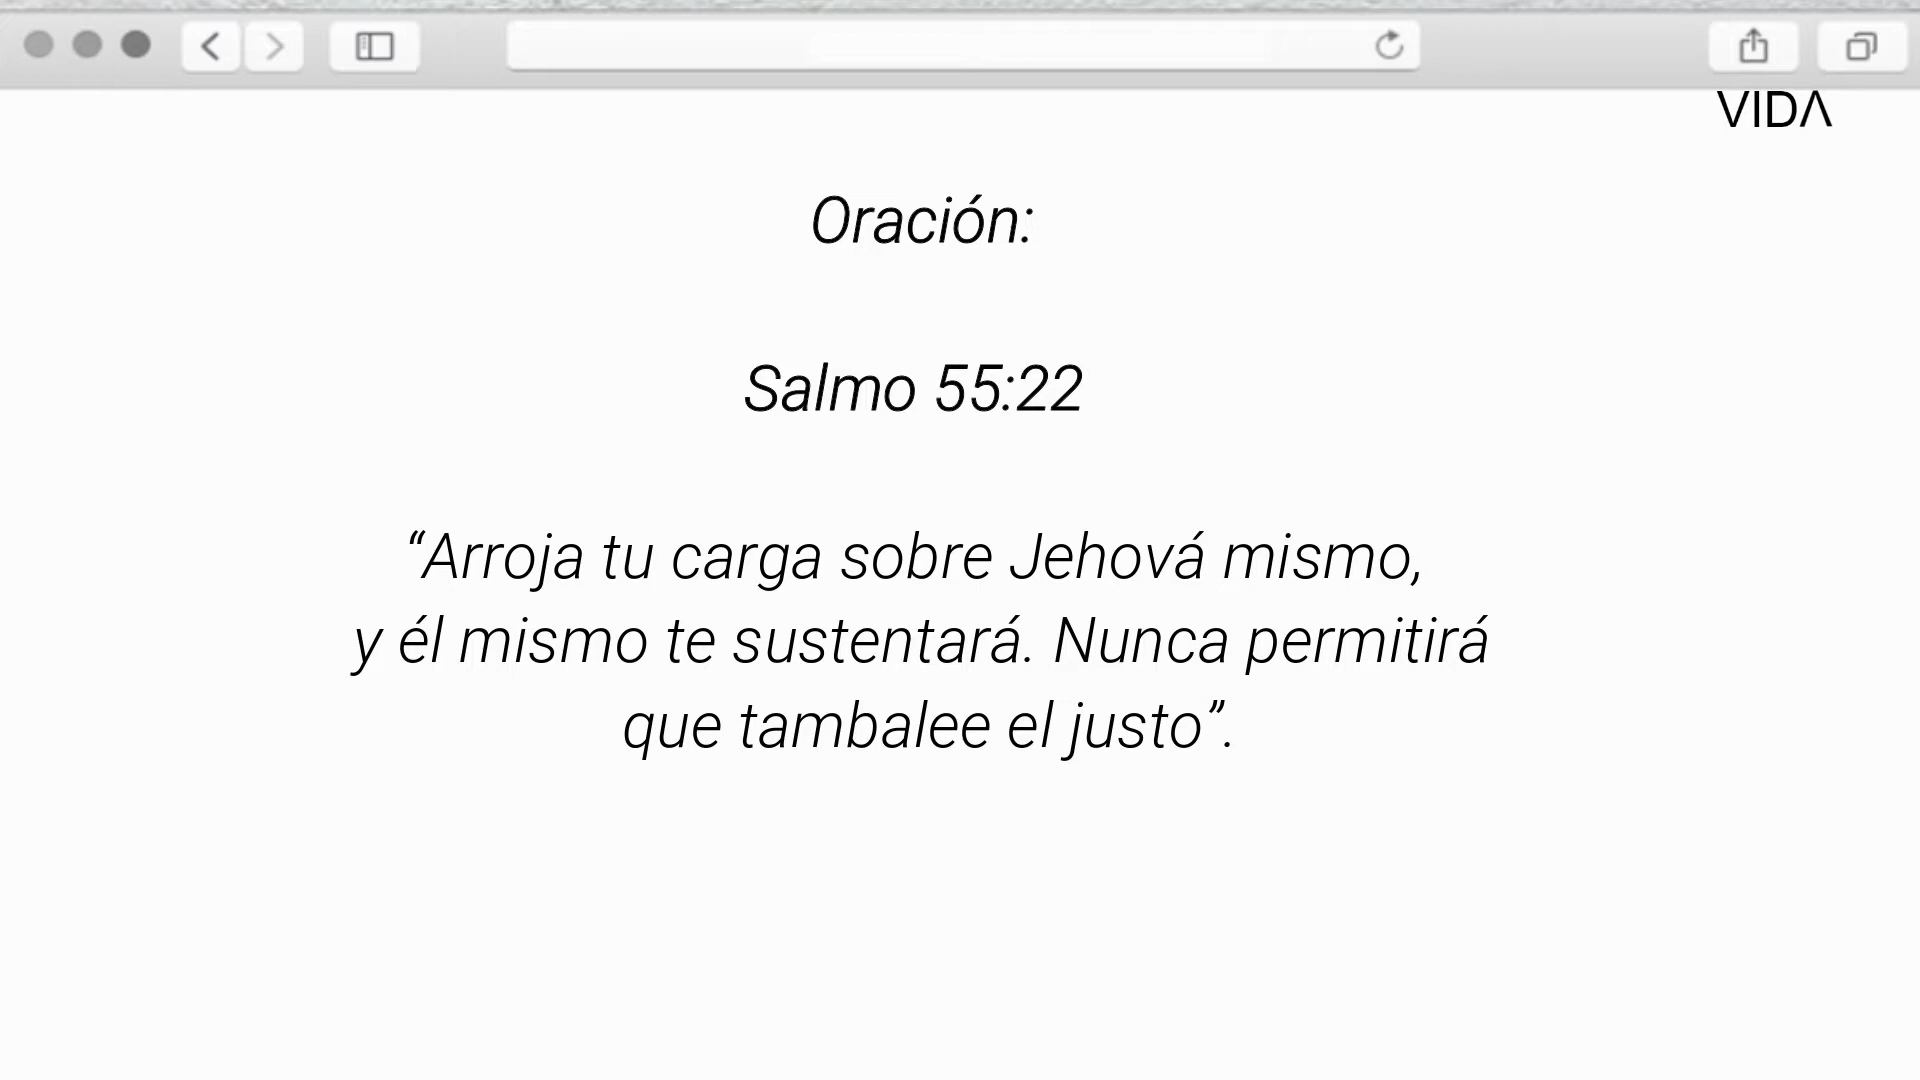 VIDA
Oración:
Salmo 55:22
“Arroja tu carga sobre Jehová mismo,
y él mismo te sustentará. Nunca permitirá
que tambalee el justo”.